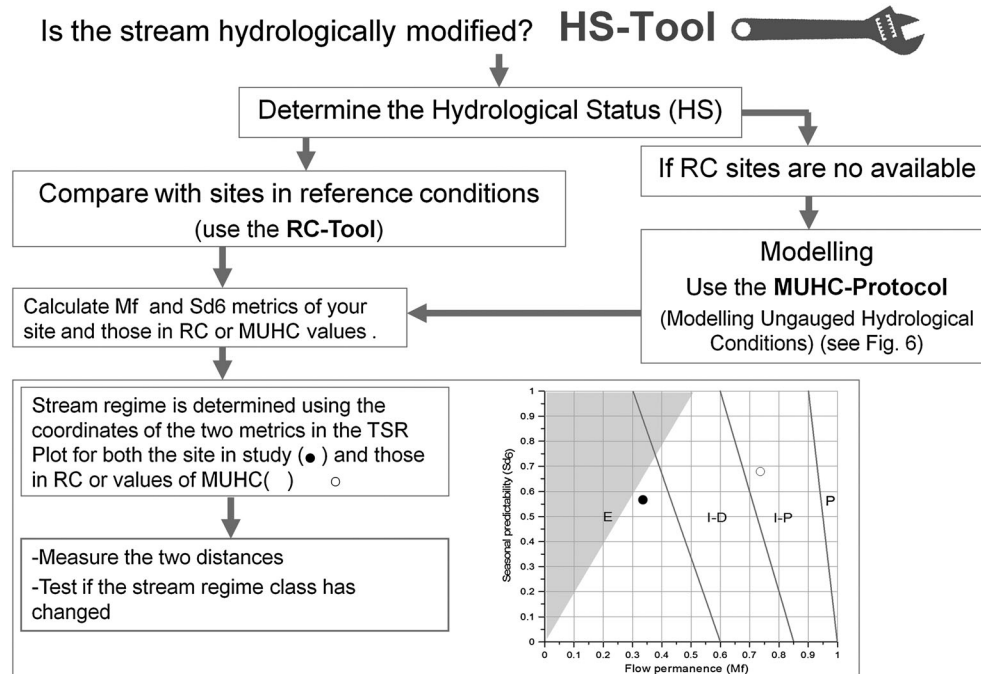 Is the stream hydrologically modified? HS-Tool
Determine the Hydrological Status (HS)
Compare with sites in reference conditions
(use the RC-Tool)
If RC sites are no available
Modelling
Use the MUHC-Protocol
(Modelling Ungauged Hydrological
Conditions) (see Fig. 6)
Calculate Mf and Sd6 metrics of your
site and those in RC or MUHC values .
Stream regime is determined using the
coordinates of the two metrics in the TSR
Plot for both the site in study (● ) and those
in RC or values of MUHC( ) ○
-Measure the two distances
-Test if the stream regime class has
changed
Seasonal predictability (Sd6)
1
0.9
0.8
0.7
0.6
0.5
0.4
0.3
0.2
0.1
0
E
I-D
I-P
P
0 0.1 0.2 0.3 0.4 0.5 0.6 0.7 0.8 0.9 1
Flow permanence (Mf)